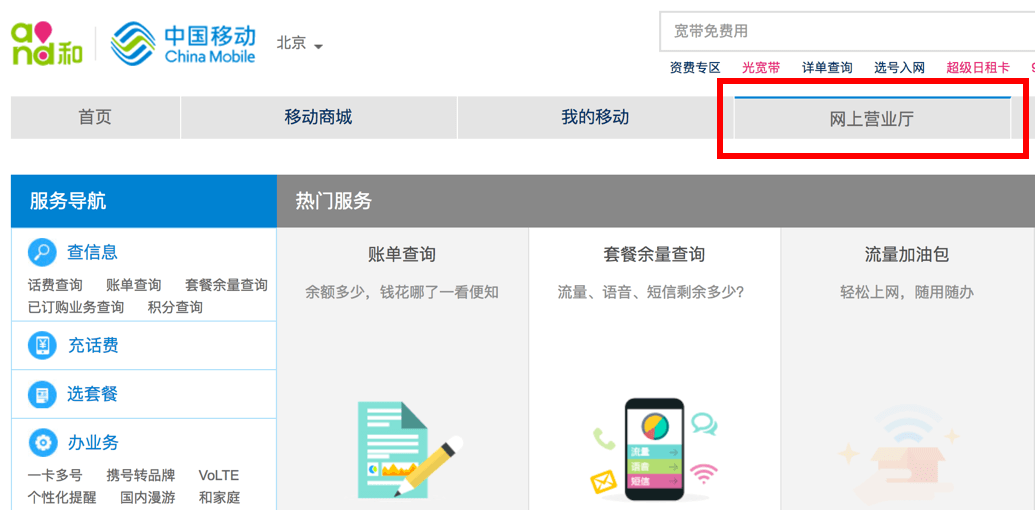 and和
中国移动
China Mobile
北京
宽带免费用
资费专区 光宽带 详单查询 选号入网 超级日租卡
首页 移动商城 我的移动 网上营业厅
服务导航 热门服务
查信息
话费查询 账单查询 套餐余量查询
已订购业务查询 积分查询
充话费
选套餐
办业务
一卡多号 携号转品牌 VoLTE
个性化提醒 国内漫游 和家庭
账单查询
余额多少，钱花哪了一看便知
套餐余量查询
流量、语音、短信剩余多少?
流量
语音
短信
流量加油包
轻松上网，随用随办